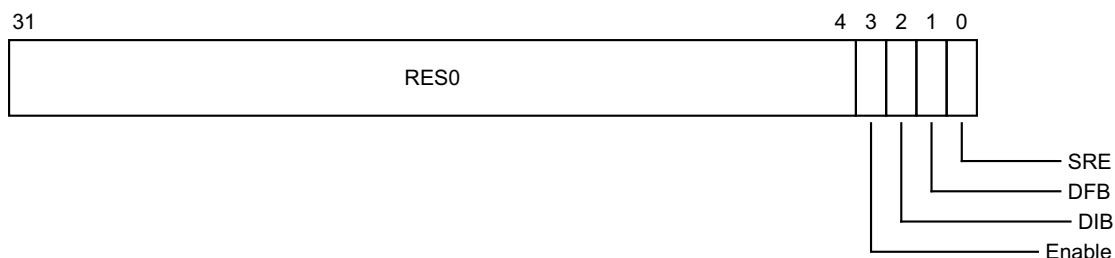 31 4 3 2 1 0
RES0
SRE
DFB
DIB
Enable